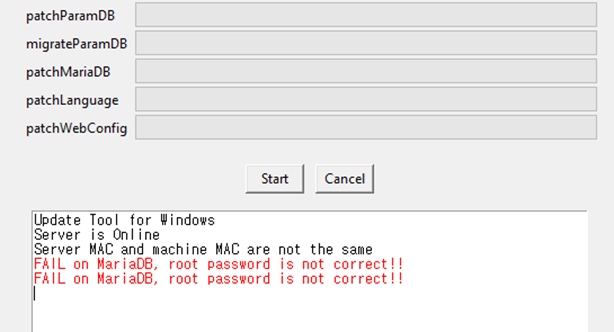 patchParamDB
migrateParamDB
patchMariaDB
patchLanguage
patchWebConfig
Start Cancel
Update Tool for Windows
Server is Online
Server MAC and machine MAC are not the same
FAIL on MariaDB, root password is not correct!!
FAIL on MariaDB, root password is not correct!!